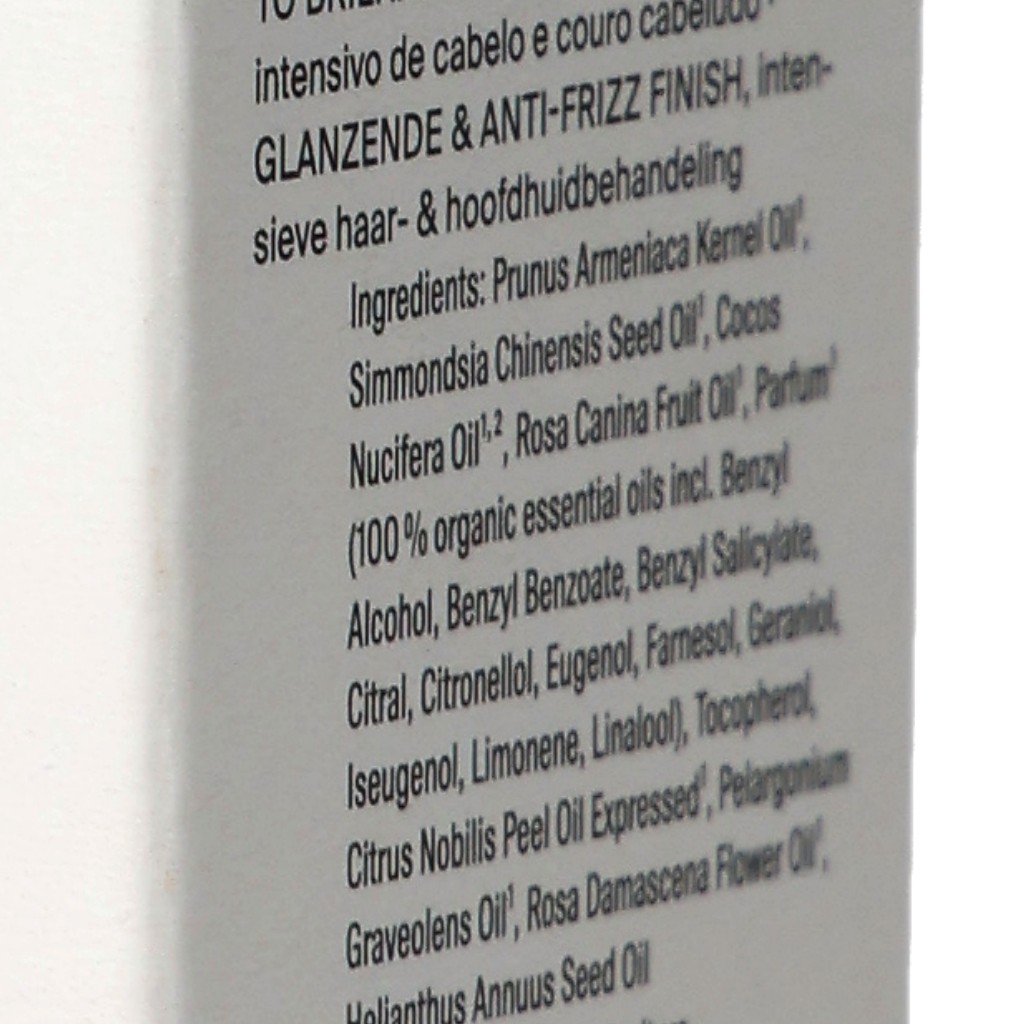 intensivo de cabelo e couro cabeludo
GLANZENDE & ANTI-FRIZZ FINISH, inten-
sieve haar- & hoofdhuidbehandeling
Ingredients: Prunus Armeniaca Kernel Oil¹,
Simmondsia Chinensis Seed Oil¹, Cocos
Nucifera Oil¹,², Rosa Canina Fruit Oil¹, Parfum¹
(100 % organic essential oils incl. Benzyl
Alcohol, Benzyl Benzoate, Benzyl Salicylate,
Citral, Citronellol, Eugenol, Farnesol, Geraniol,
Iseugenol, Limonene, Linalool), Tocopherol,
Citrus Nobilis Peel Oil Expressed¹, Pelargonium
Graveolens Oil¹, Rosa Damascena Flower Oil¹,
Helianthus Annuus Seed Oil